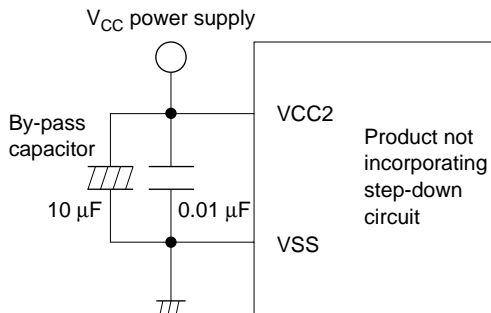 VCC power supply
By-pass
capacitor
10 μF
0.01 μF
VCC2
VSS
Product not
incorporating
step-down
circuit